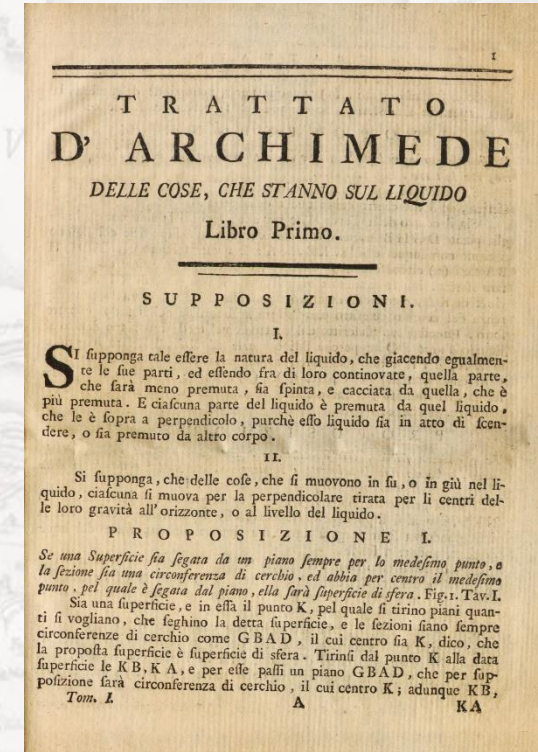 1
TRATTATO
D' ARCHIMEDE
DELLE COSE, CHE STANNO SUL LIQUIDO
Libro Primo.
SUPPOSIZIONI.
I.
SI ſupponga tale eſſere la natura del liquido, che giacendo egualmen-
te le ſue parti, ed eſſendo fra di loro continovate, quella parte,
che ſarà meno premuta, ſia ſpinta, e cacciata da quella, che è
più premuta. E ciaſcuna parte del liquido è premuta da quel liquido,
che le è ſopra a perpendicolo, purchè eſſo liquido ſia in atto di ſcen-
dere, o ſia premuto da altro corpo.
II.
Si ſupponga, che delle coſe, che ſi muovono in ſu, o in giù nel li-
quido, ciaſcuna ſi muova per la perpendicolare tirata per li centri del-
le loro gravità all'orizzonte, o al livello del liquido.
PROPOSIZIONE I.
Se una Superficie ſia ſegata da un piano ſempre per lo medeſimo punto, e
la ſezione ſia una circonferenza di cerchio, ed abbia per centro il medeſimo
punto, pel quale è ſegata dal piano, ella ſarà ſuperficie di sfera. Fig. 1. Tav. I.
Sia una ſuperficie, e in eſſa il punto K, pel quale ſi tirino piani quan-
ti ſi vogliano, che ſeghino la detta ſuperficie, e le ſezioni ſiano ſempre
circonferenze di cerchio come GBAD, il cui centro ſia K, dico, che
la propoſta ſuperficie è ſuperficie di sfera. Tirinſi dal punto K alla data
ſuperficie le KB, KA, e per eſſe paſſi un piano GBAD, che per ſup-
poſizione ſarà circonferenza di cerchio, il cui centro K; adunque KB,
Tom. I. A KA